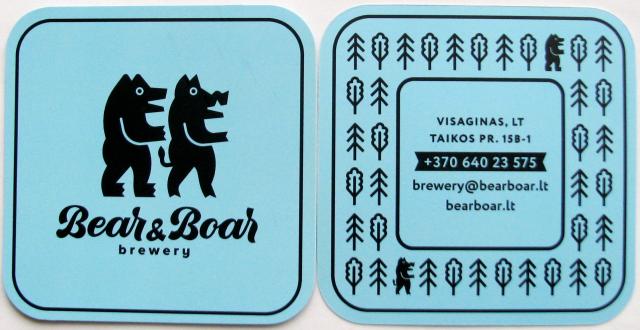 Bear & Boar
brewery
VISAGINAS, LT
TAIKOS PR. 15B-1
+370 640 23 575
brewery@bearboar.lt
bearboar.lt